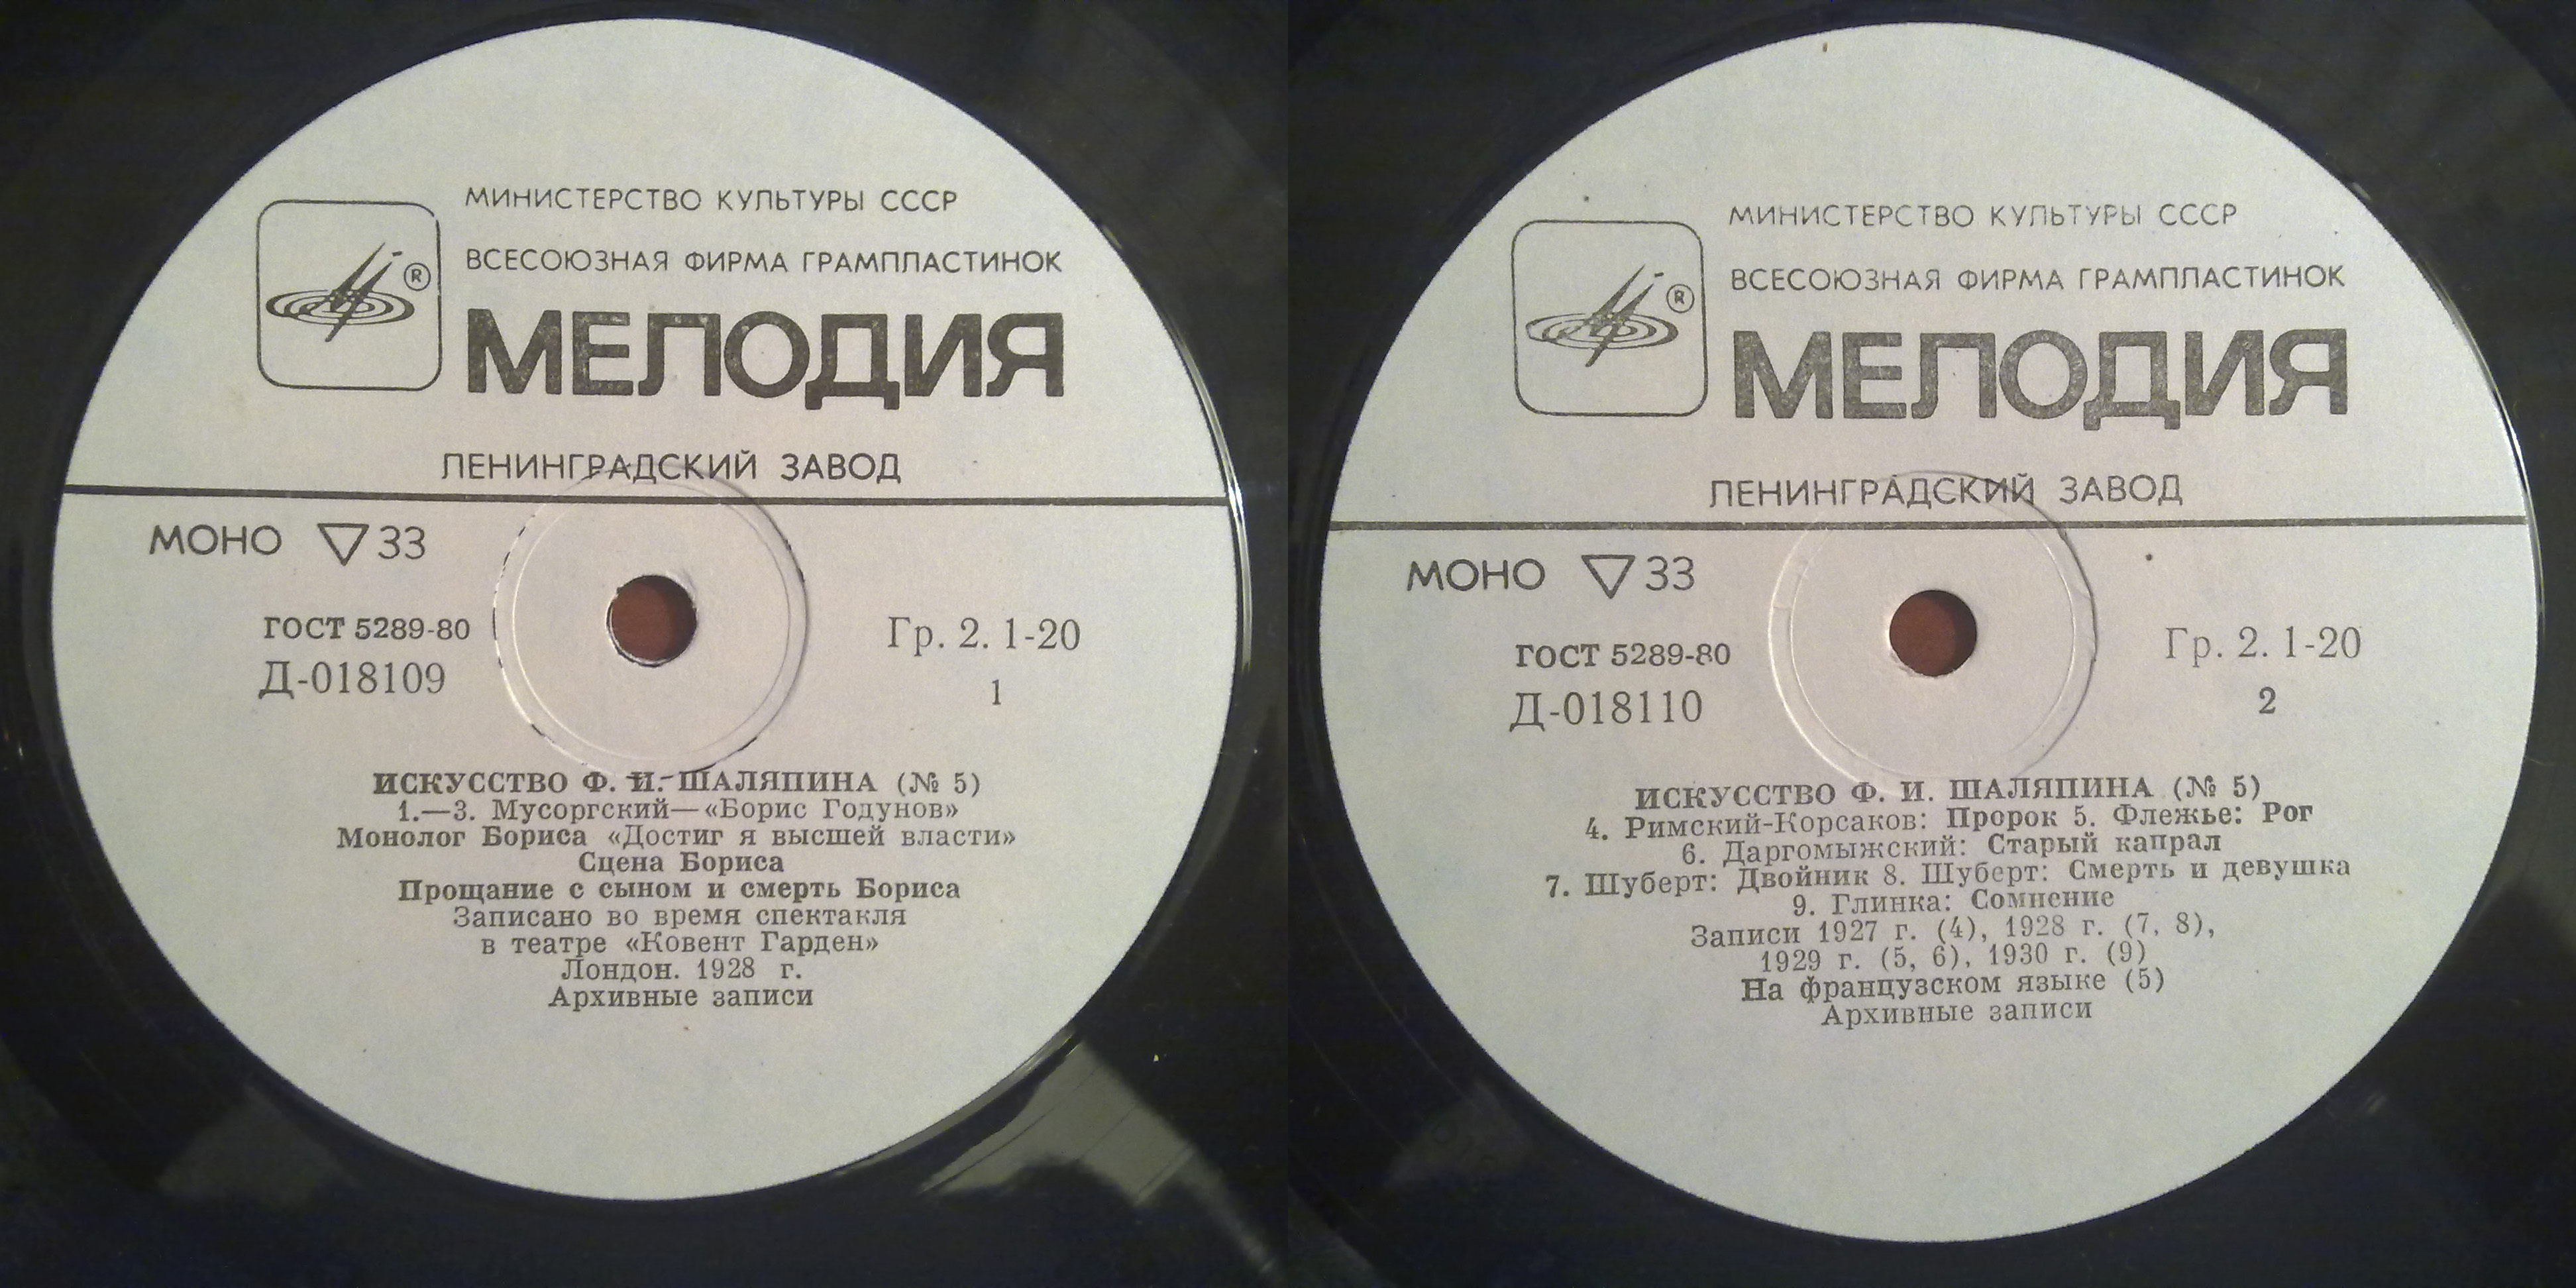 МИНИСТЕРСТВО КУЛЬТУРЫ СССР
ВСЕСОЮЗНАЯ ФИРМА ГРАМПЛАСТИНОК
®
МЕЛОДИЯ
ЛЕНИНГРАДСКИЙ ЗАВОД
МОНО ▽33
ГОСТ 5289-80
Гр. 2. 1-20
Д-018109
1
ИСКУССТВО Ф. И. ШАЛЯПИНА (№ 5)
1.—3. Мусоргский—«Борис Годунов»
Монолог Бориса «Достиг я высшей власти»
Сцена Бориса
Прощание с сыном и смерть Бориса
Записано во время спектакля
в театре «Ковент Гарден»
Лондон. 1928 г.
Архивные записи
МИНИСТЕРСТВО КУЛЬТУРЫ СССР
ВСЕСОЮЗНАЯ ФИРМА ГРАМПЛАСТИНОК
®
МЕЛОДИЯ
ЛЕНИНГРАДСКИЙ ЗАВОД
МОНО ▽33
ГОСТ 5289-80
Гр. 2. 1-20
Д-018110
2
ИСКУССТВО Ф. И. ШАЛЯПИНА (№ 5)
4. Римский-Корсаков: Пророк 5. Флежье: Рог
6. Даргомыжский: Старый капрал
7. Шуберт: Двойник 8. Шуберт: Смерть и девушка
9. Глинка: Сомнение
Записи 1927 г. (4), 1928 г. (7, 8),
1929 г. (5, 6), 1930 г. (9)
На французском языке (5)
Архивные записи